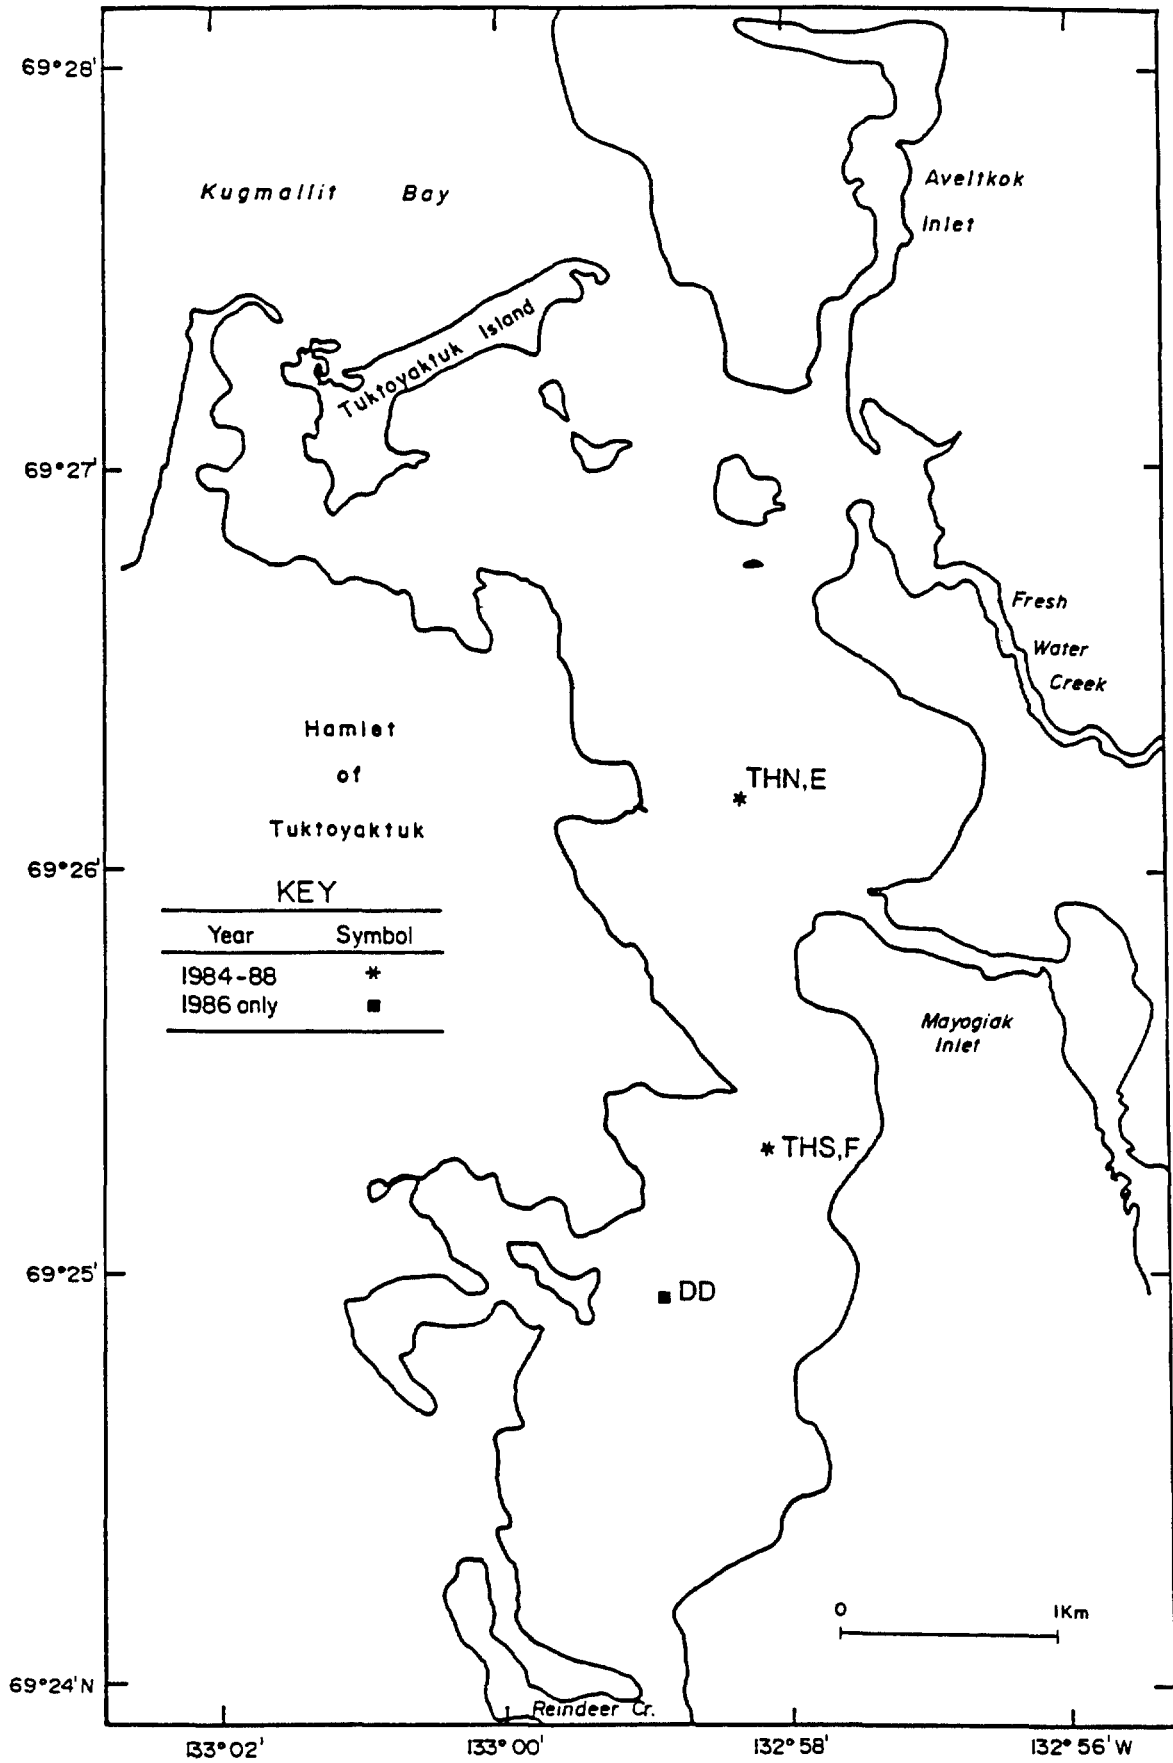 69°28'
Kugmallit Bay
Aveltkok
Inlet
Tuktoyaktuk Island
69°27'
Fresh
Water
Creek
Hamlet
of
Tuktoyaktuk
THN,E
*
69°26'
KEY
Year Symbol
1984-88 *
1986 only ■
Mayogiak
Inlet
* THS,F
69°25'
■ DD
0 1Km
69°24'N
Reindeer Cr.
133°02' 133°00' 132°58' 132°56'W